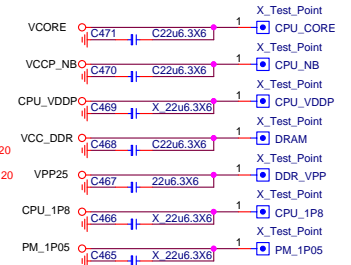 X_Test_Point
VCORE 1 CPU_CORE
C471 C22u6.3X6
X_Test_Point
VCCP_NB 1 CPU_NB
C470 C22u6.3X6
X_Test_Point
CPU_VDDP 1 CPU_VDDP
C469 X_22u6.3X6
X_Test_Point
VCC_DDR 1 DRAM
20
C468 C22u6.3X6
X_Test_Point
20 VPP25 1 DDR_VPP
C467 22u6.3X6
X_Test_Point
CPU_1P8 1 CPU_1P8
C466 X_22u6.3X6
X_Test_Point
PM_1P05 1 PM_1P05
C465 X_22u6.3X6